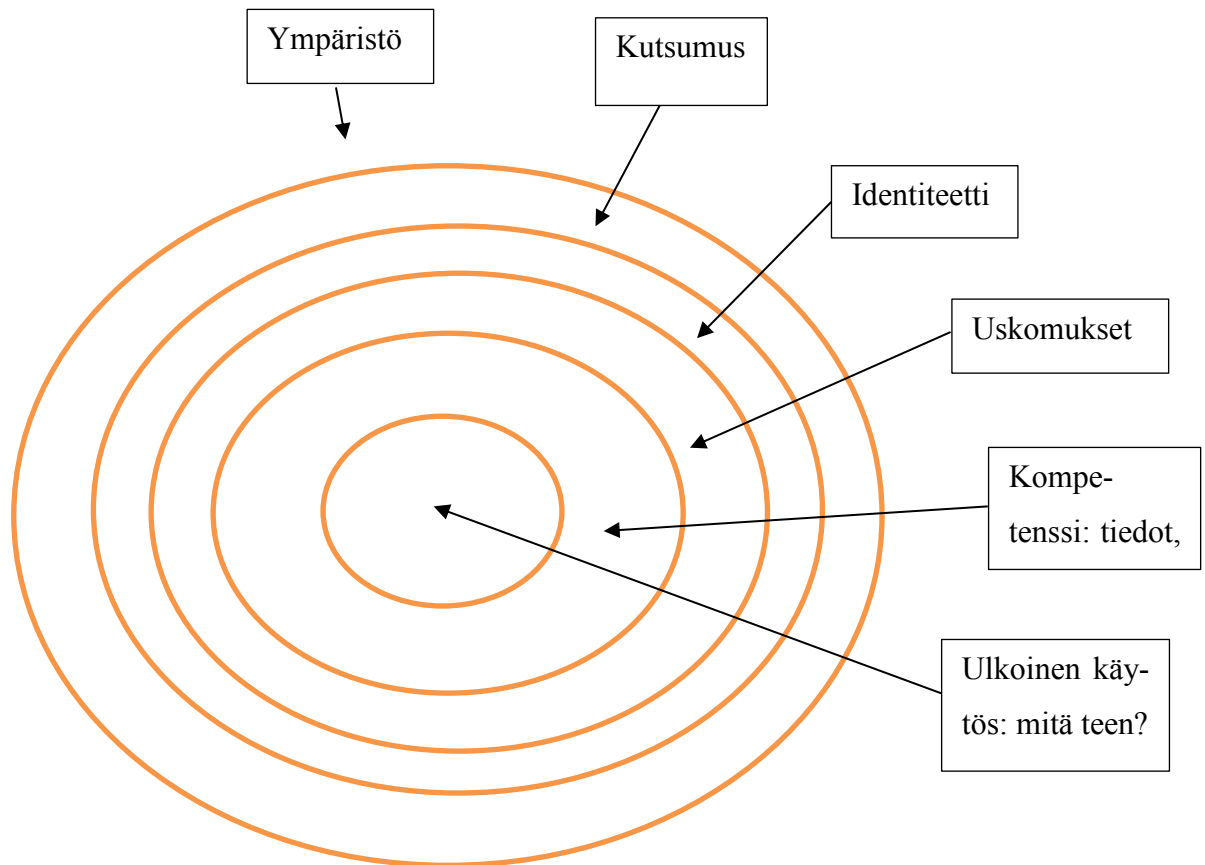 Ympäristö
Kutsumus
Identiteetti
Uskomukset
Kompe-
tenssi: tiedot,
Ulkoinen käy-
tös: mitä teen?